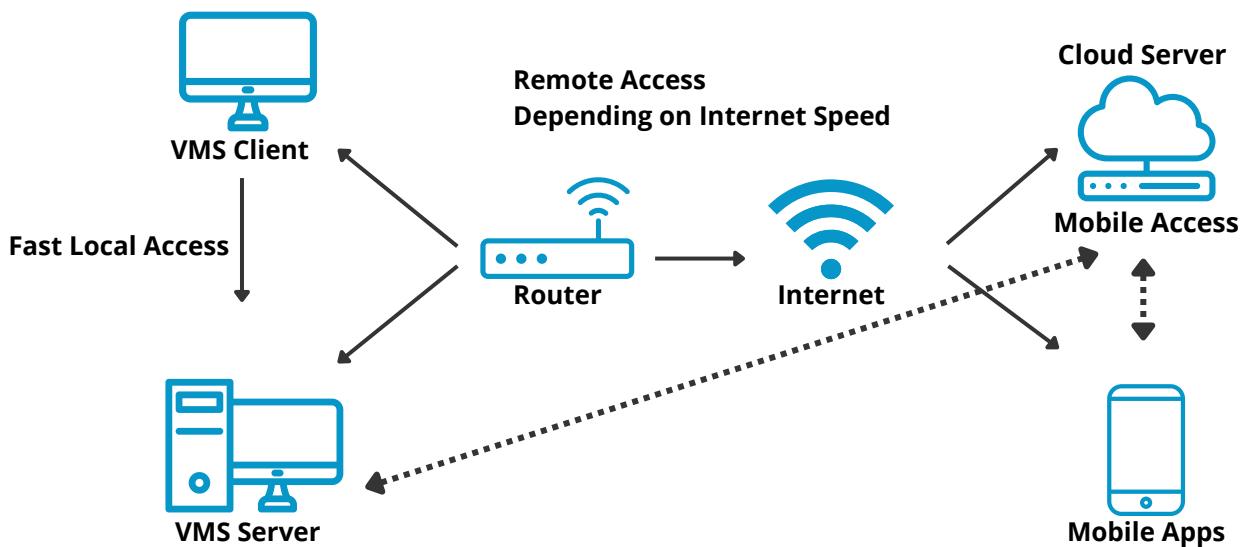 Cloud Server
Remote Access
Depending on Internet Speed
VMS Client
Mobile Access
Fast Local Access
Router
Internet
VMS Server
Mobile Apps